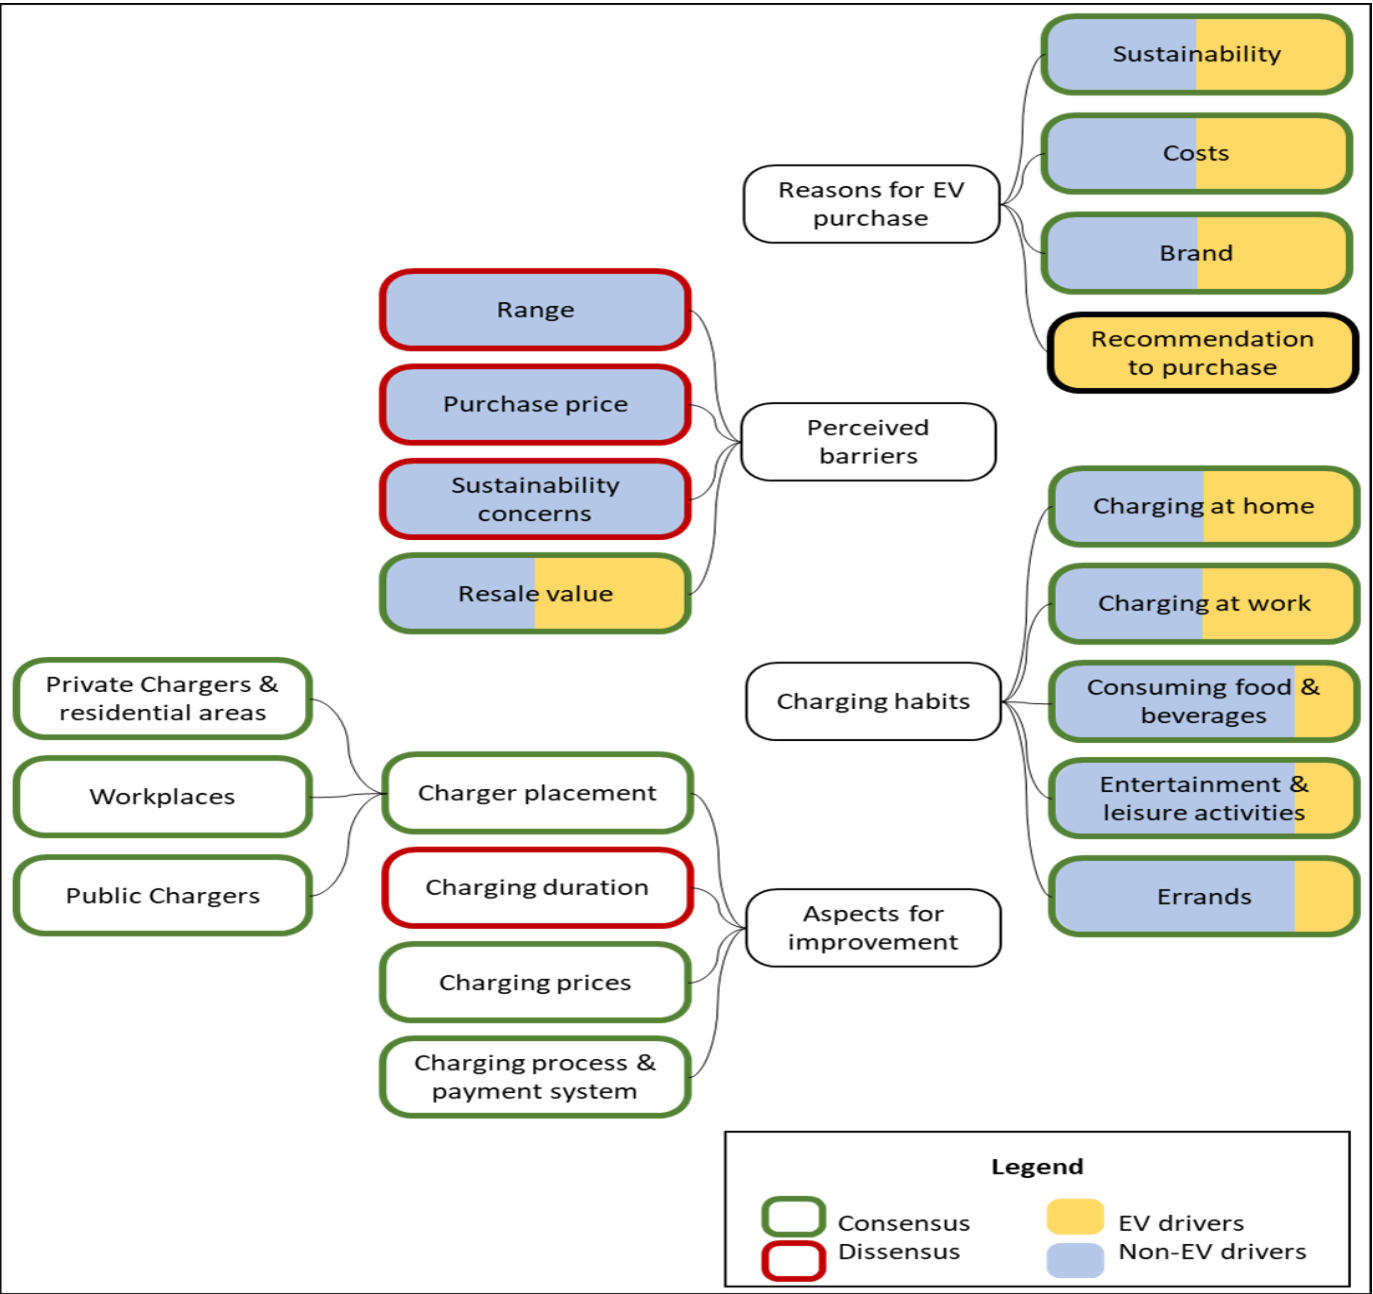 Sustainability
Costs
Reasons for EV
purchase
Brand
Recommendation
to purchase
Range
Purchase price
Sustainability
concerns
Resale value
Perceived
barriers
Charging at home
Charging at work
Consuming food &
beverages
Entertainment &
leisure activities
Errands
Charging habits
Private Chargers &
residential areas
Workplaces
Public Chargers
Charger placement
Charging duration
Charging prices
Charging process &
payment system
Aspects for
improvement
Legend
Consensus
Dissensus
EV drivers
Non-EV drivers